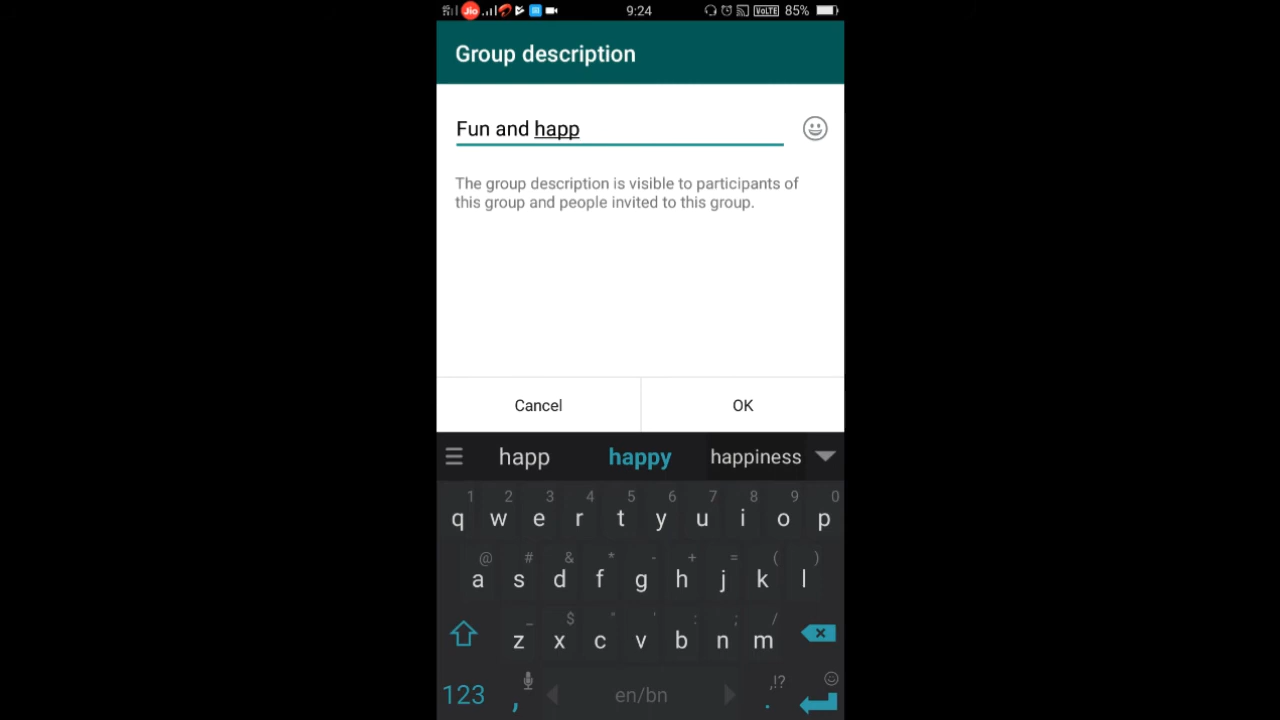 Jio 9:24 VoLTE 85%
Group description
Fun and happ
The group description is visible to participants of
this group and people invited to this group.
Cancel OK
happ happy happiness
1 2 3 4 5 6 7 8 9 0
q w e r t y u i o p
@ # & * - + = ( )
a s d f g h j k l
_ $ " ' : ; /
z x c v b n m
,!?
123 , en/bn .